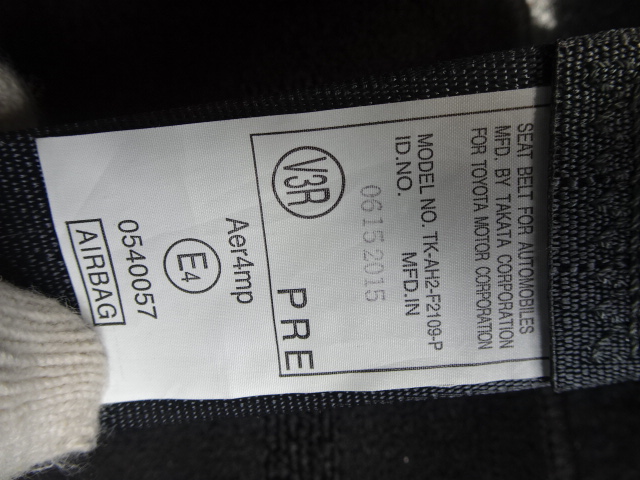 SEAT BELT FOR AUTOMOBILES
MFD. BY TAKATA CORPORATION
FOR TOYOTA MOTOR CORPORATION
MODEL NO. TK-AH2-F2109-P
ID.NO. MFD.IN
06152015
V3R PRE
Aer4mp
E4
0540057
AIRBAG